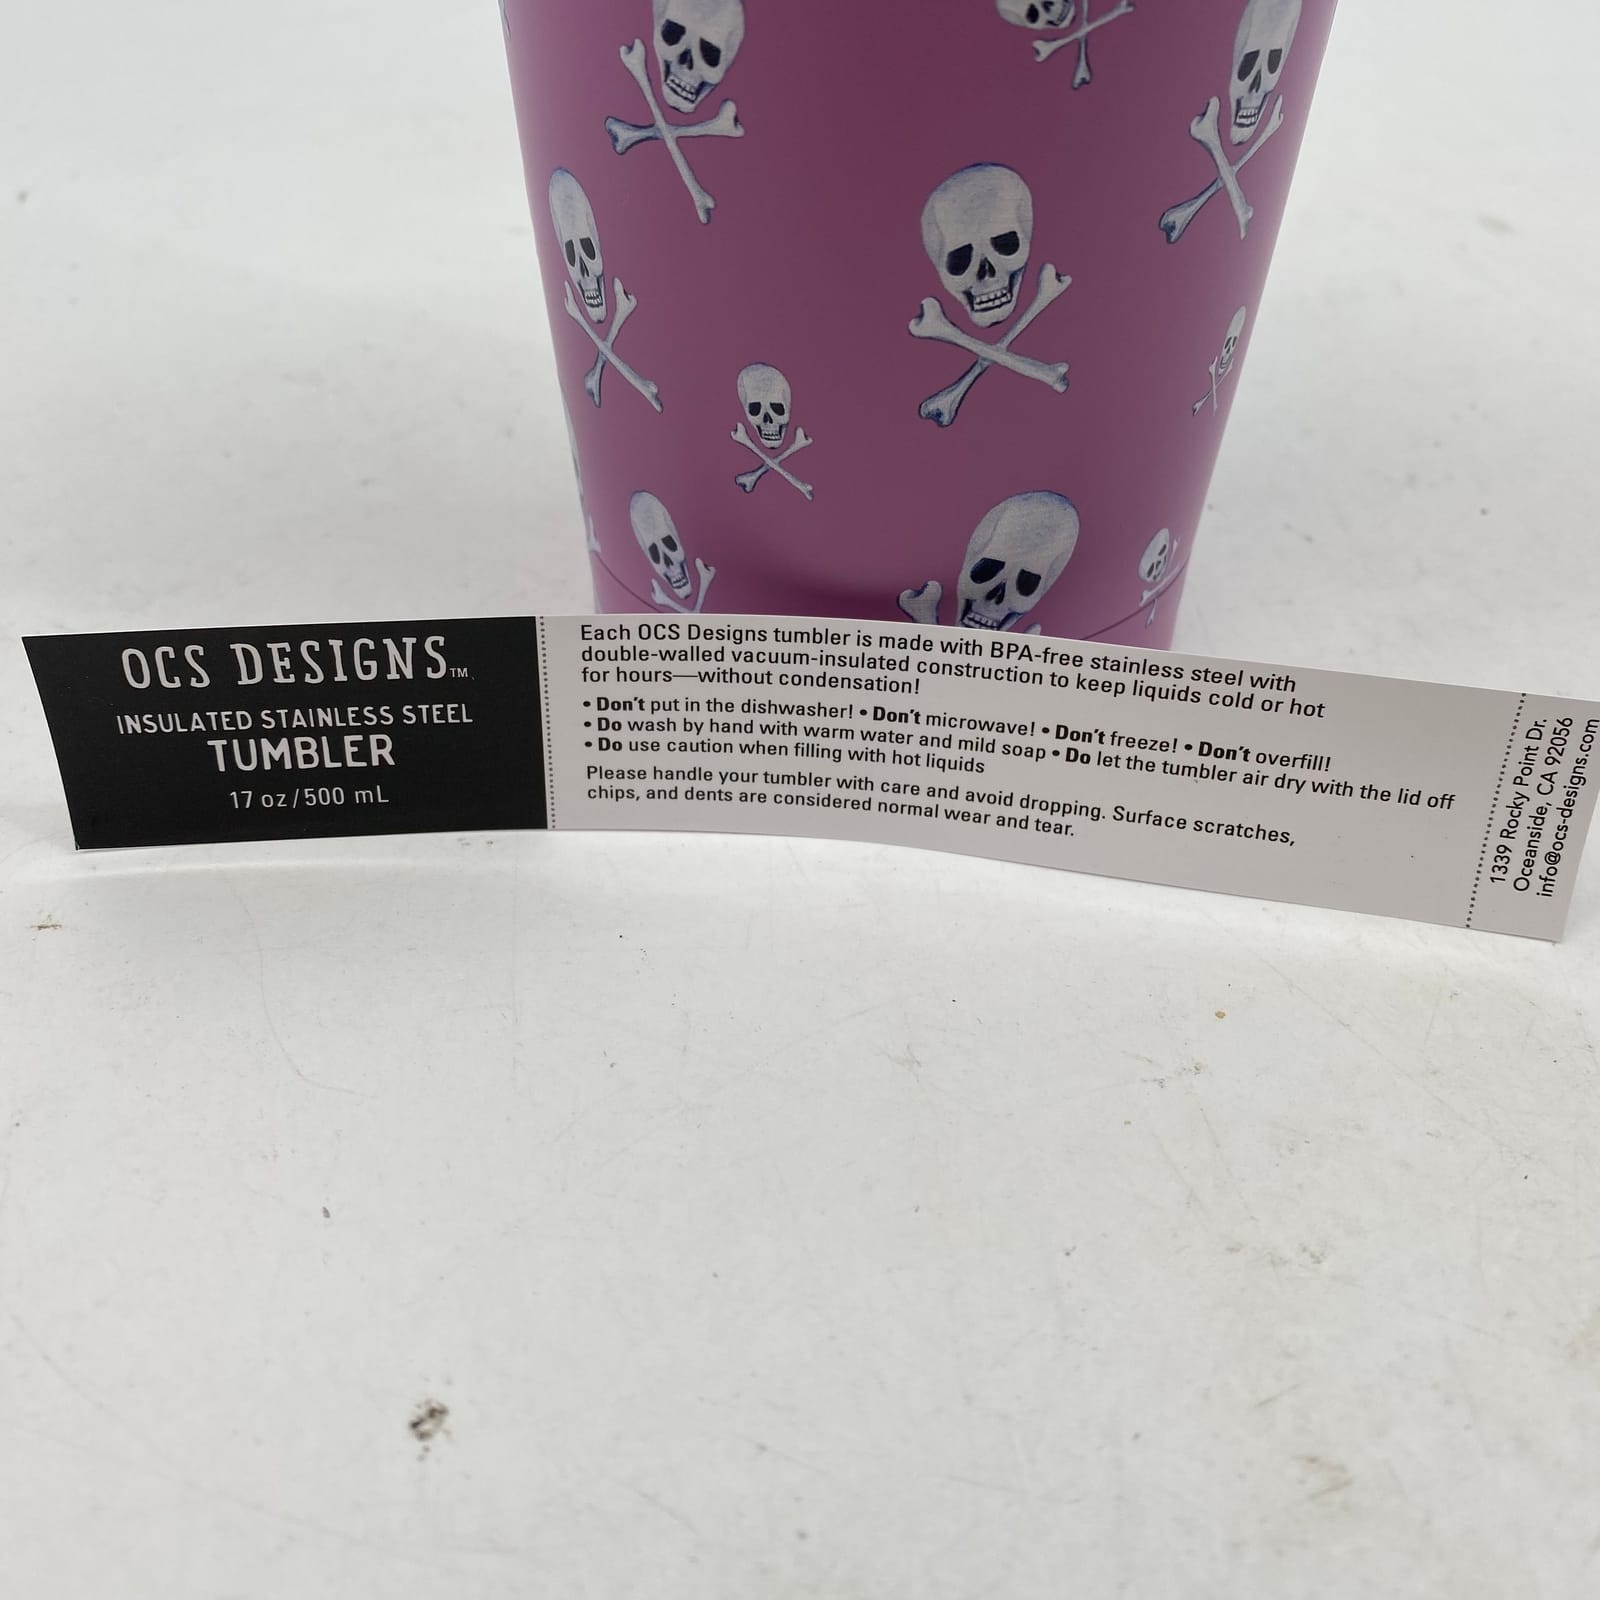 OCS DESIGNS™
INSULATED STAINLESS STEEL
TUMBLER
17 oz/500 mL
Each OCS Designs tumbler is made with BPA-free stainless steel with
double-walled vacuum-insulated construction to keep liquids cold or hot
for hours—without condensation!
• Don't put in the dishwasher! • Don't microwave! • Don't freeze! • Don't overfill!
• Do wash by hand with warm water and mild soap • Do let the tumbler air dry with the lid off
• Do use caution when filling with hot liquids
Please handle your tumbler with care and avoid dropping. Surface scratches,
chips, and dents are considered normal wear and tear.
1339 Rocky Point Dr.
Oceanside, CA 92056
info@ocs-designs.com